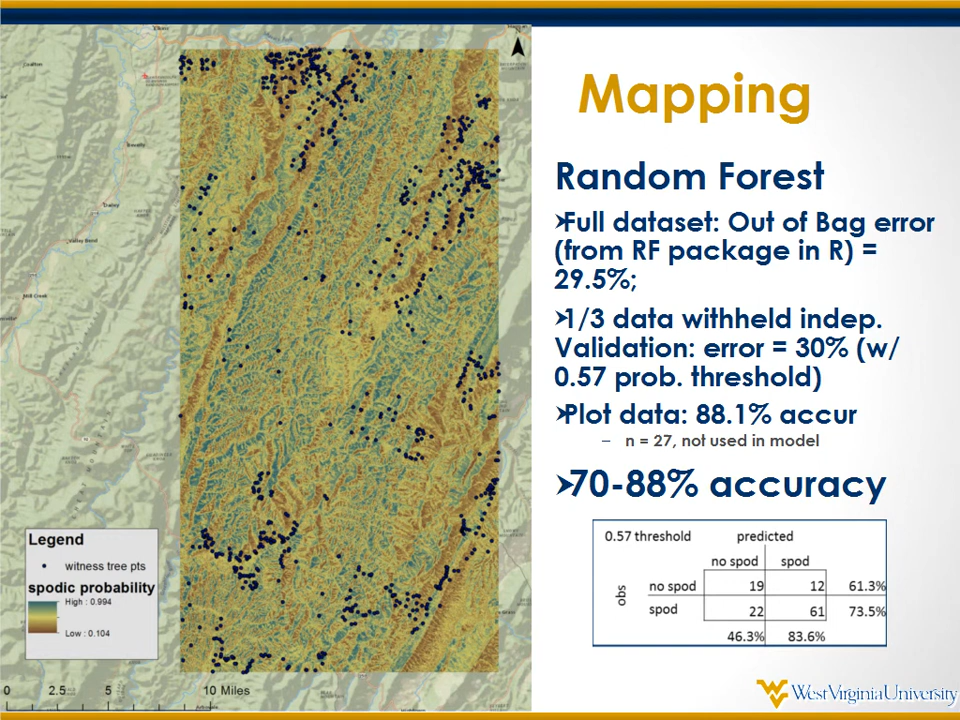 Mapping
Random Forest
Full dataset: Out of Bag error
(from RF package in R) =
29.5%;
1/3 data withheld indep.
Validation: error = 30% (w/
0.57 prob. threshold)
Plot data: 88.1% accur
– n = 27, not used in model
70-88% accuracy
0.57 threshold predicted
no spod spod
obs
no spod 19 12 61.3%
spod 22 61 73.5%
46.3% 83.6%
Legend
witness tree pts
spodic probability
High : 0.994
Low : 0.104
0 2.5 5 10 Miles
Valley Bend
Mill Creek
WestVirginiaUniversity